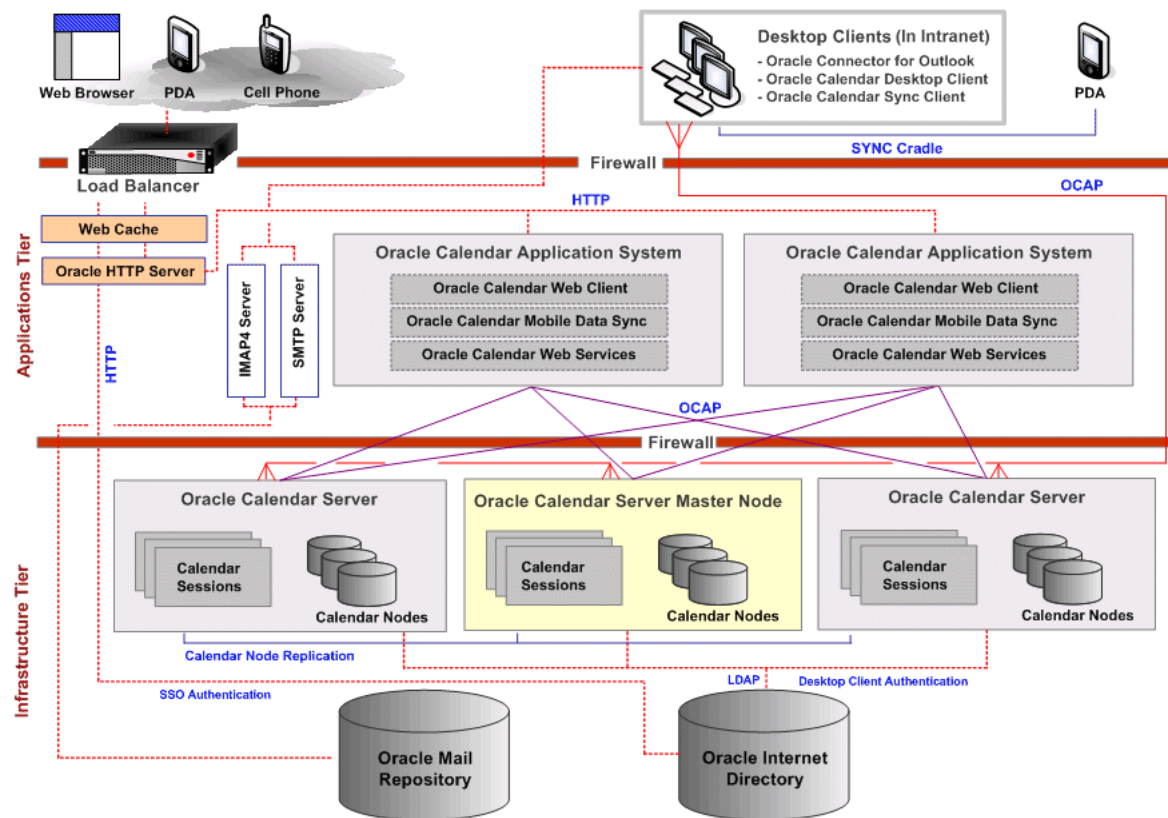 Web Browser
PDA
Cell Phone
Desktop Clients (In Intranet)
- Oracle Connector for Outlook
- Oracle Calendar Desktop Client
- Oracle Calendar Sync Client
PDA
SYNC Cradle
Firewall
Load Balancer
OCAP
HTTP
Web Cache
Oracle HTTP Server
Applications Tier
HTTP
IMAP4 Server
SMTP Server
Oracle Calendar Application System
Oracle Calendar Web Client
Oracle Calendar Mobile Data Sync
Oracle Calendar Web Services
Oracle Calendar Application System
Oracle Calendar Web Client
Oracle Calendar Mobile Data Sync
Oracle Calendar Web Services
OCAP
Firewall
Infrastructure Tier
Oracle Calendar Server
Calendar
Sessions
Calendar Nodes
Oracle Calendar Server Master Node
Calendar
Sessions
Calendar Nodes
Oracle Calendar Server
Calendar
Sessions
Calendar Nodes
Calendar Node Replication
SSO Authentication
LDAP
Desktop Client Authentication
Oracle Mail
Repository
Oracle Internet
Directory